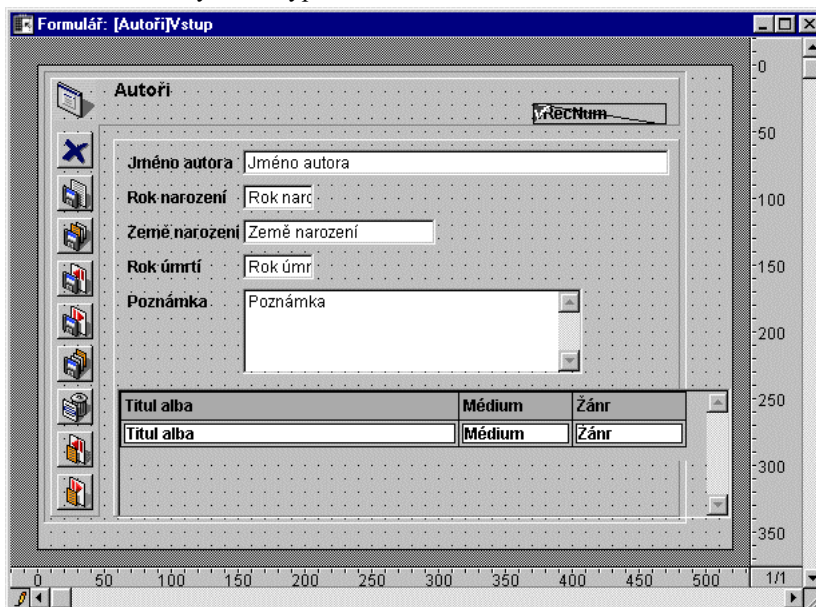 Formulář: [Autoři]Vstup
Autoři
vRecNum
Jméno autora Jméno autora
Rok narození Rok naro
Země narození Země narození
Rok úmrtí Rok úmr
Poznámka Poznámka
Titul alba Médium Žánr
Titul alba Médium Žánr
0
50
100
150
200
250
300
350
0 50 100 150 200 250 300 350 400 450 500 1/1